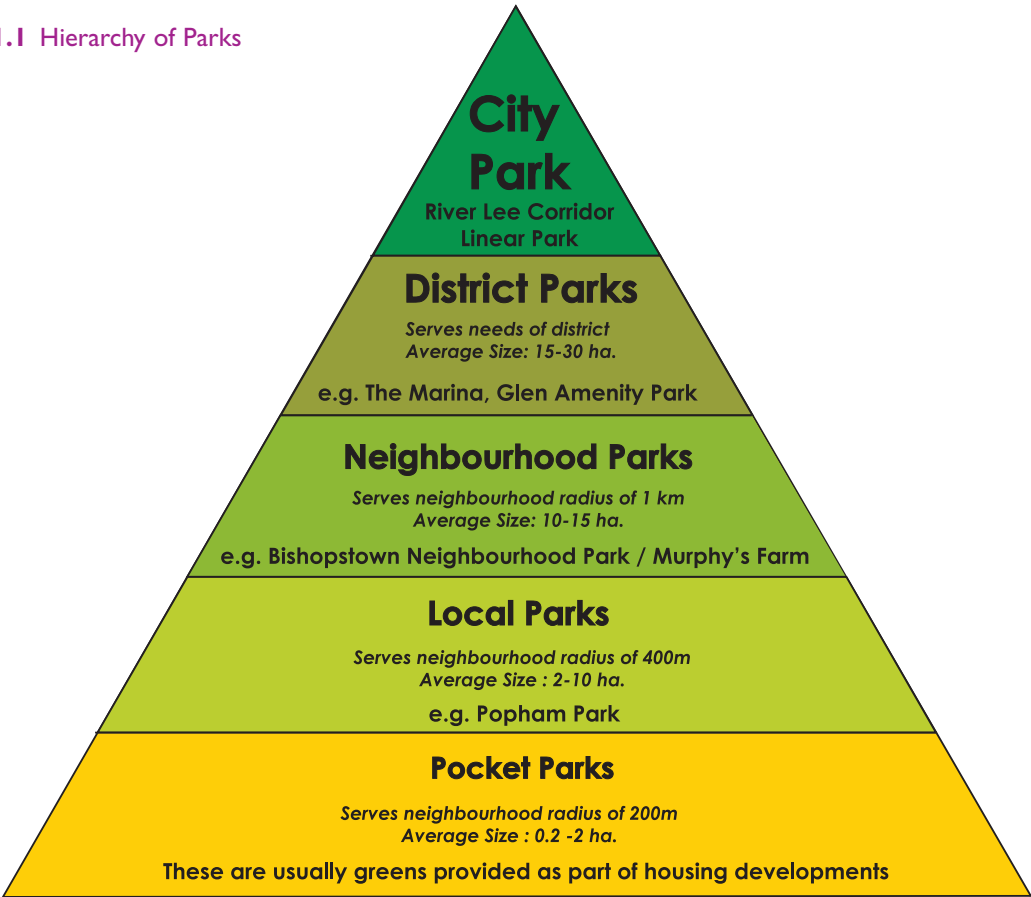 .1 Hierarchy of Parks
City
Park
River Lee Corridor
Linear Park
District Parks
Serves needs of district
Average Size: 15-30 ha.
e.g. The Marina, Glen Amenity Park
Neighbourhood Parks
Serves neighbourhood radius of 1 km
Average Size: 10-15 ha.
e.g. Bishopstown Neighbourhood Park / Murphy's Farm
Local Parks
Serves neighbourhood radius of 400m
Average Size : 2-10 ha.
e.g. Popham Park
Pocket Parks
Serves neighbourhood radius of 200m
Average Size : 0.2 -2 ha.
These are usually greens provided as part of housing developments